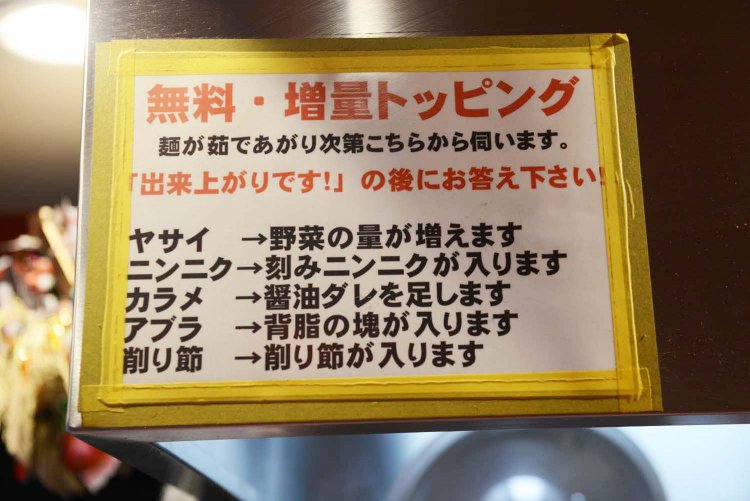 無料・増量トッピング
麺が茹であがり次第こちらから伺います。
「出来上がりです!」の後にお答え下さい!
ヤサイ →野菜の量が増えます
ニンニク→刻みニンニクが入ります
カラメ →醤油ダレを足します
アブラ →背脂の塊が入ります
削り節 →削り節が入ります